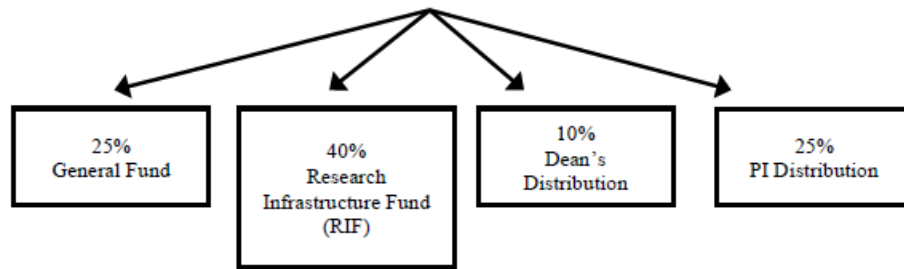 25%
General Fund
40%
Research
Infrastructure Fund
(RIF)
10%
Dean’s
Distribution
25%
PI Distribution